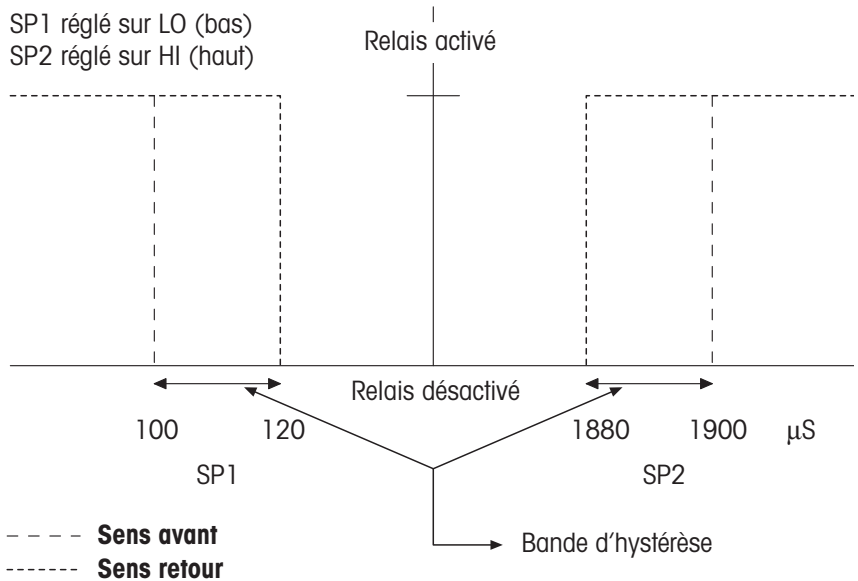 SP1 réglé sur LO (bas)
SP2 réglé sur HI (haut)
Relais activé
Relais désactivé
100 120 1880 1900 µS
SP1 SP2
Sens avant
Bande d'hystérèse
Sens retour